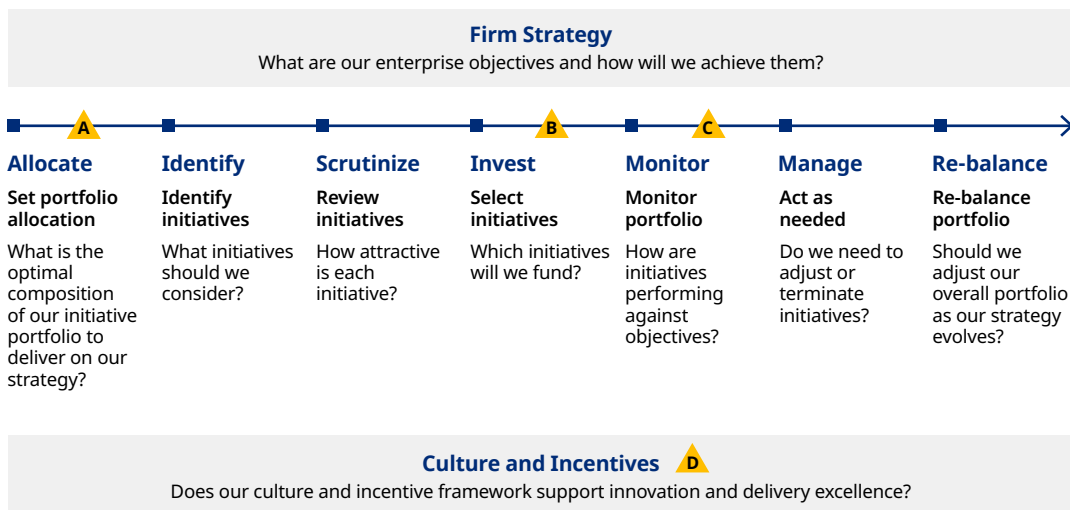 Firm Strategy
What are our enterprise objectives and how will we achieve them?
A
B
C
Allocate
Set portfolio
allocation
What is the
optimal
composition
of our initiative
portfolio to
deliver on our
strategy?
Identify
Identify
initiatives
What initiatives
should we
consider?
Scrutinize
Review
initiatives
How attractive
is each
initiative?
Invest
Select
initiatives
Which initiatives
will we fund?
Monitor
Monitor
portfolio
How are
initiatives
performing
against
objectives?
Manage
Act as
needed
Do we need to
adjust or
terminate
initiatives?
Re-balance
Re-balance
portfolio
Should we
adjust our
overall portfolio
as our strategy
evolves?
Culture and Incentives D
Does our culture and incentive framework support innovation and delivery excellence?